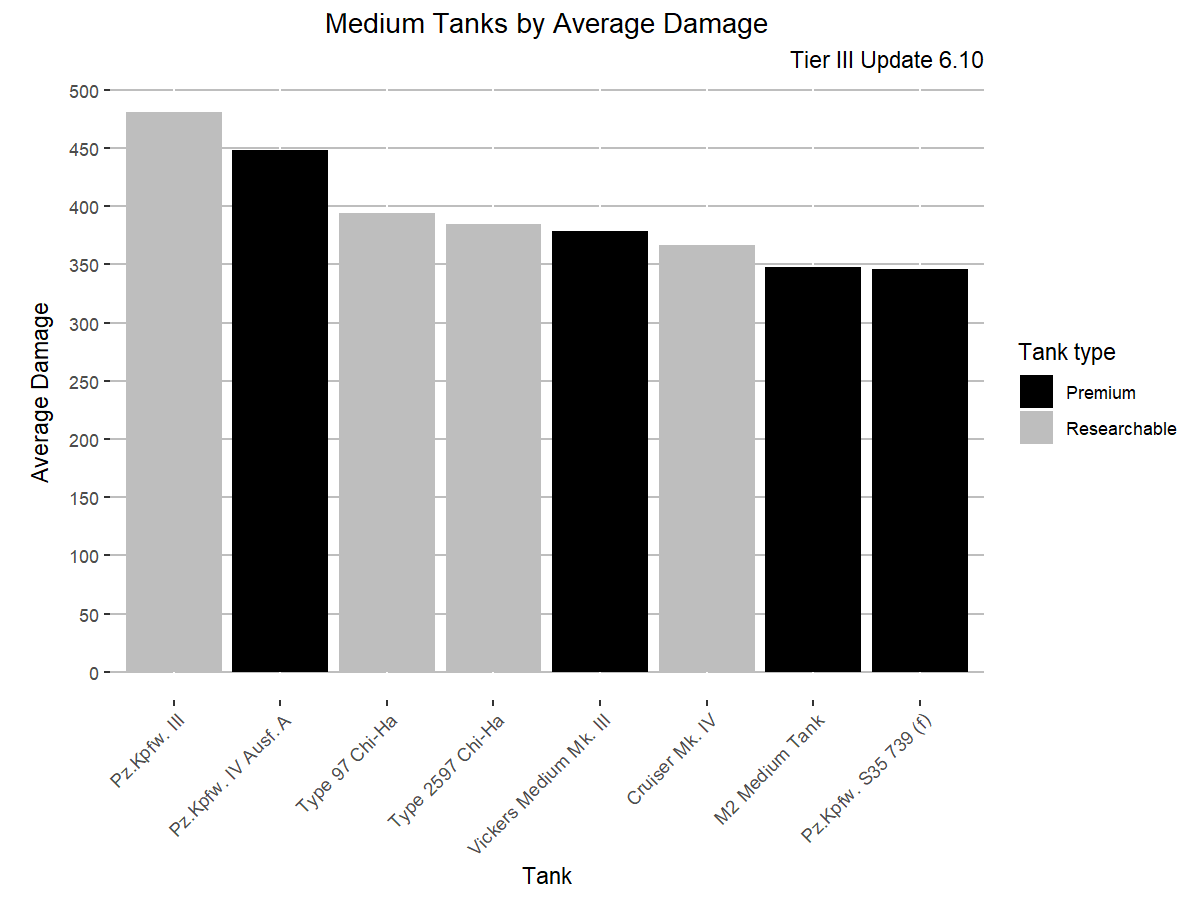 Medium Tanks by Average Damage
Tier III Update 6.10
Average Damage
500
450
400
350
300
250
200
150
100
50
0
Pz.Kpfw. III
Pz.Kpfw. IV Ausf. A
Type 97 Chi-Ha
Type 2597 Chi-Ha
Vickers Medium Mk. III
Cruiser Mk. IV
M2 Medium Tank
Pz.Kpfw. S35 739 (f)
Tank
Tank type
Premium
Researchable